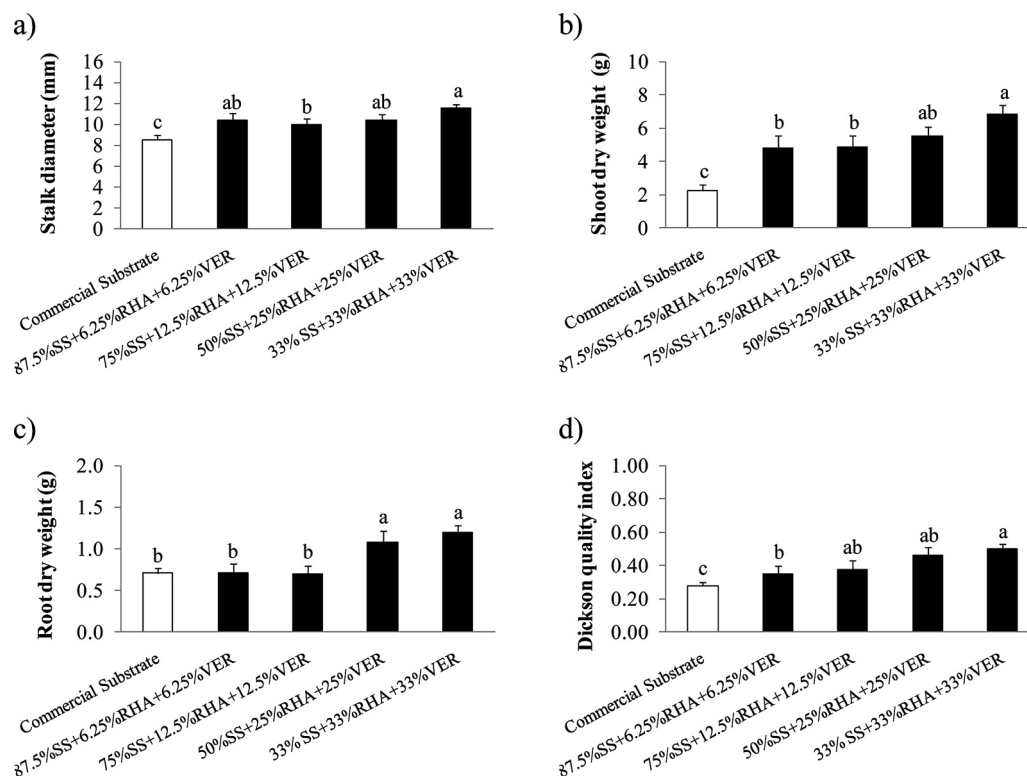 a)
Stalk diameter (mm)
16
14
12
10
8
6
4
2
0
c
ab
b
ab
a
Commercial Substrate
87.5%SS+6.25%RHA+6.25%VER
75%SS+12.5%RHA+12.5%VER
50%SS+25%RHA+25%VER
33% SS+33%RHA+33%VER
b)
Shoot dry weight (g)
10
8
6
4
2
0
c
b
b
ab
a
Commercial Substrate
87.5%SS+6.25%RHA+6.25%VER
75%SS+12.5%RHA+12.5%VER
50%SS+25%RHA+25%VER
33% SS+33%RHA+33%VER
c)
Root dry weight (g)
2.0
1.5
1.0
0.5
0.0
b
b
b
a
a
Commercial Substrate
87.5%SS+6.25%RHA+6.25%VER
75%SS+12.5%RHA+12.5%VER
50%SS+25%RHA+25%VER
33% SS+33%RHA+33%VER
d)
Dickson quality index
1.00
0.80
0.60
0.40
0.20
0.00
c
b
ab
ab
a
Commercial Substrate
87.5%SS+6.25%RHA+6.25%VER
75%SS+12.5%RHA+12.5%VER
50%SS+25%RHA+25%VER
33% SS+33%RHA+33%VER